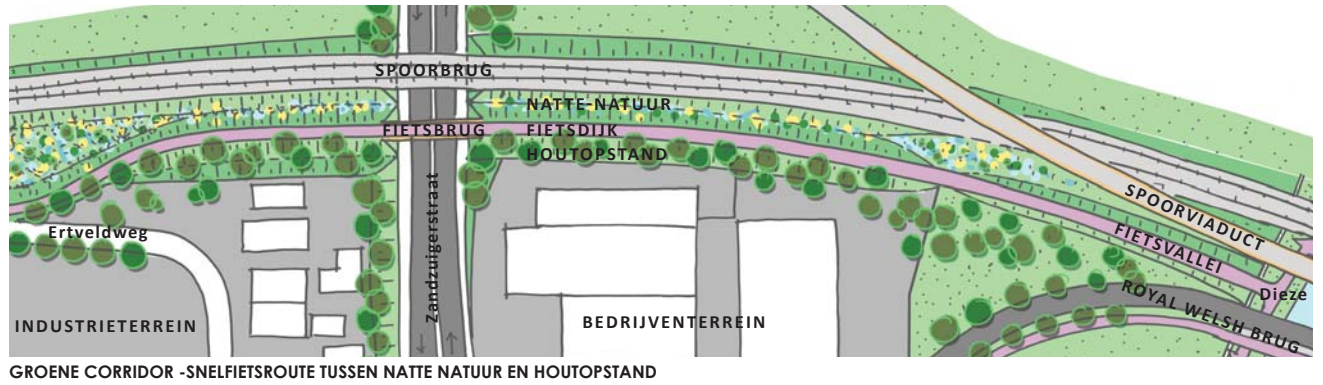 SPOORBRUG
NATTE NATUUR
FIETSBRUG
FIETSDIJK
HOUTOPSTAND
SPOORVIADUCT
FIETSVALLEI
Ertveldweg
Zandzuigerstraat
Dieze
ROYAL WELSH BRUG
INDUSTRIETERREIN
BEDRIJVENTERREIN
GROENE CORRIDOR -SNELFIETSROUTE TUSSEN NATTE NATUUR EN HOUTOPSTAND